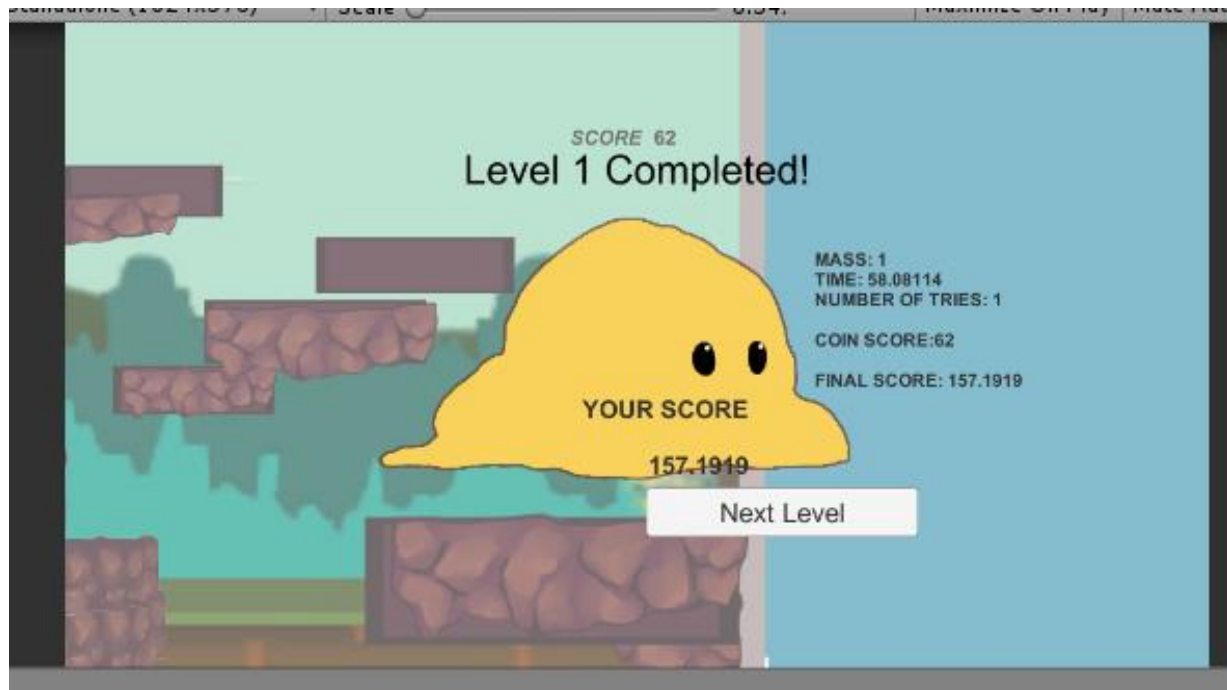 Scale
SCORE 62
Level 1 Completed!
MASS: 1
TIME: 58.08114
NUMBER OF TRIES: 1
COIN SCORE:62
FINAL SCORE: 157.1919
YOUR SCORE
157.1919
Next Level